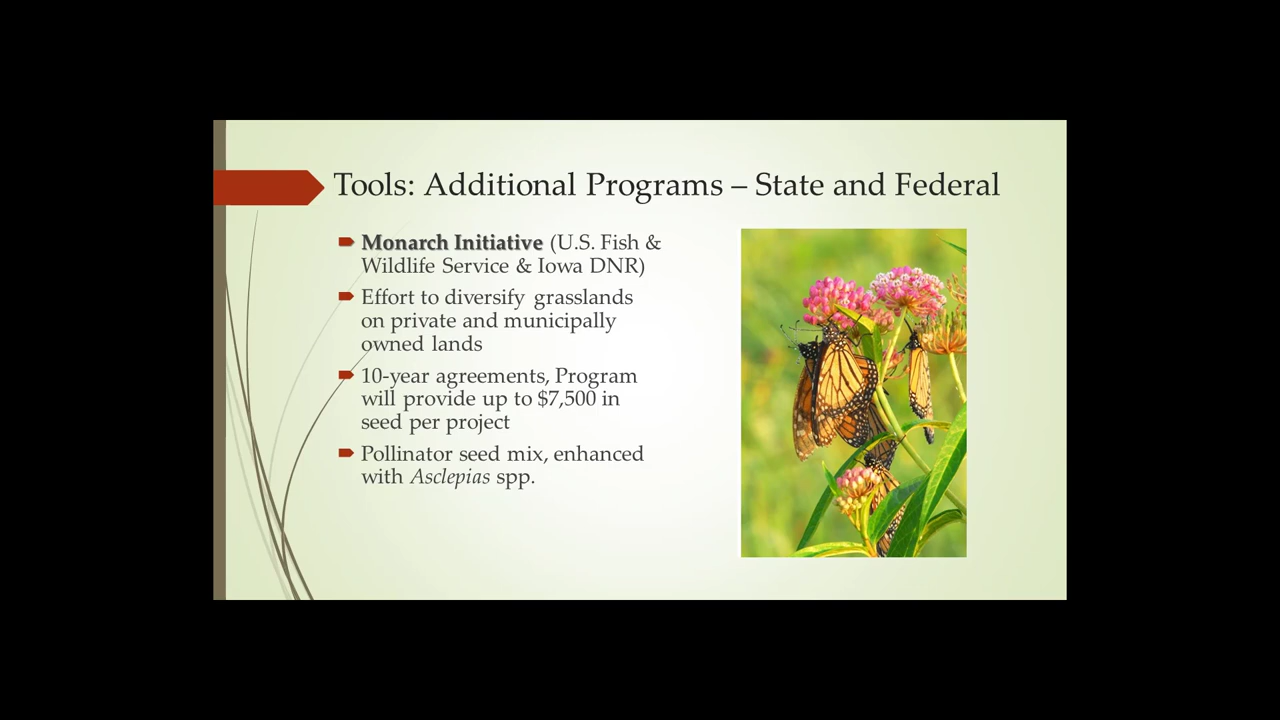 Tools: Additional Programs – State and Federal
Monarch Initiative (U.S. Fish &
Wildlife Service & Iowa DNR)
Effort to diversify grasslands
on private and municipally
owned lands
10-year agreements, Program
will provide up to $7,500 in
seed per project
Pollinator seed mix, enhanced
with Asclepias spp.